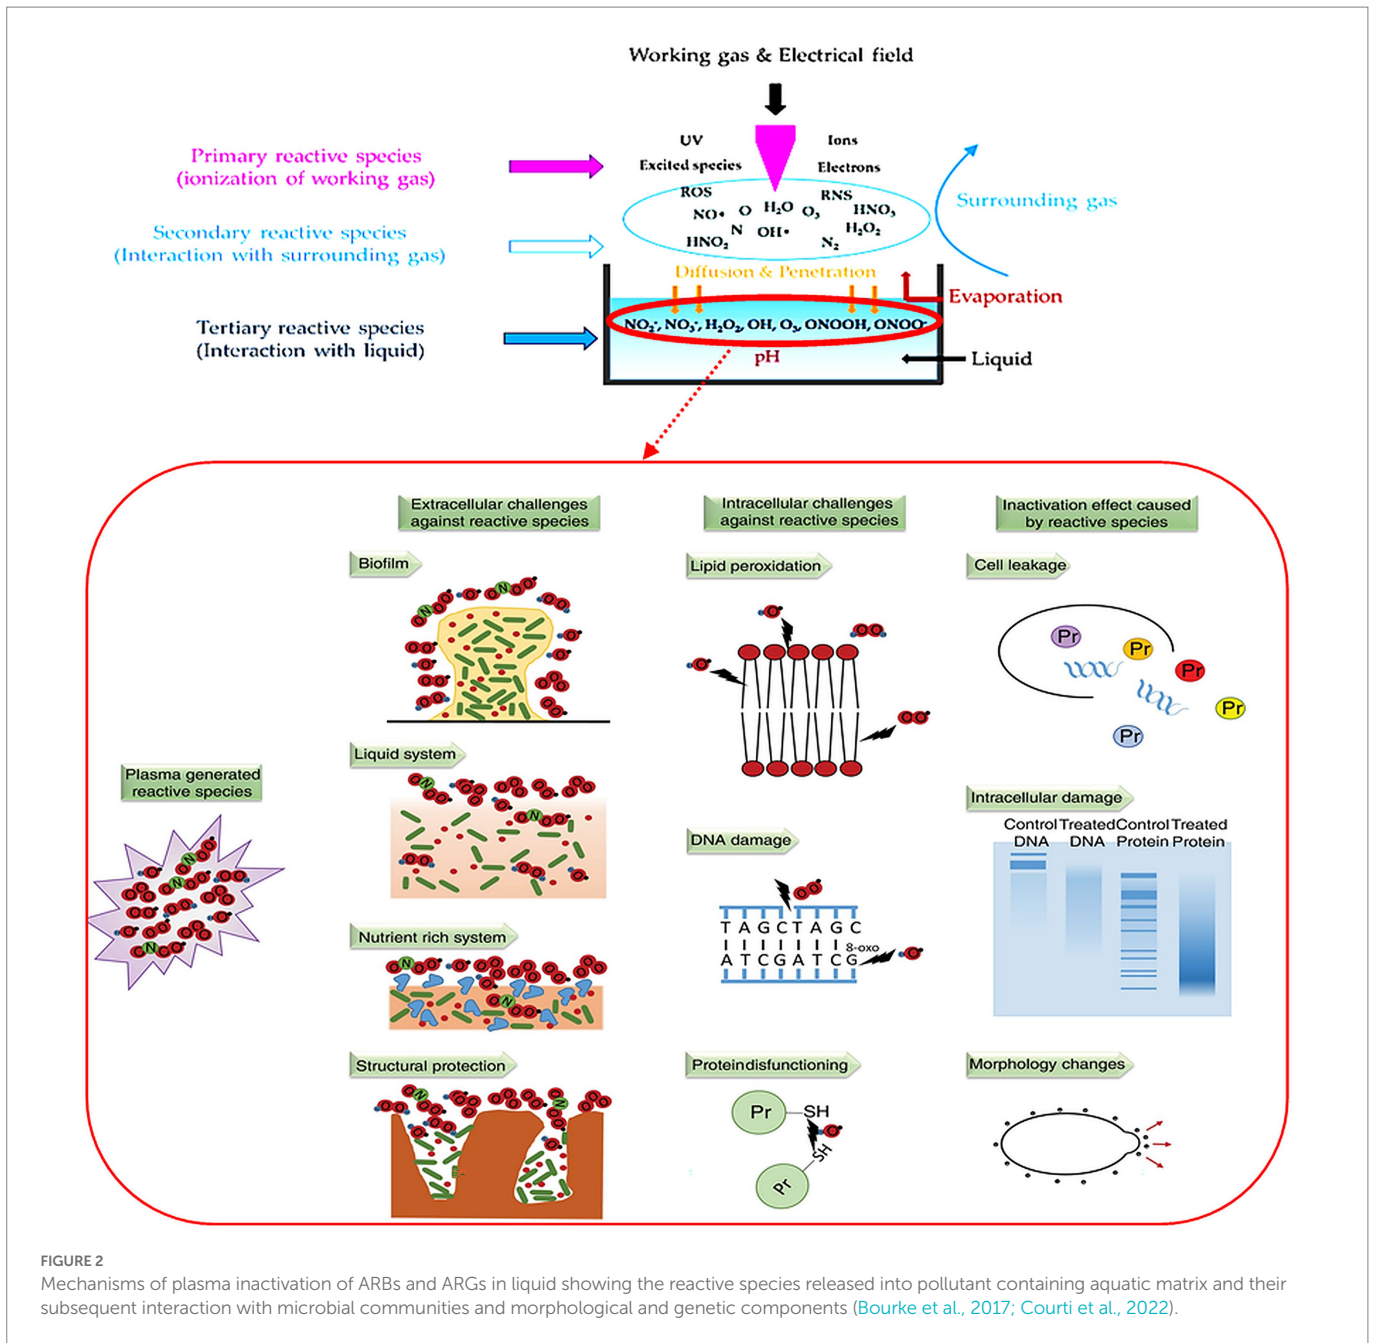 Working gas & Electrical field
UV
Ions
Excited species
Electrons
Primary reactive species
(ionization of working gas)
ROS
RNS
NO• O H₂O O₃ HNO₃
N OH• H₂O₂
HNO₂ N₂
Surrounding gas
Secondary reactive species
(Interaction with surrounding gas)
Diffusion & Penetration
Evaporation
Tertiary reactive species
(Interaction with liquid)
NO₂⁻, NO₃⁻, H₂O₂, OH, O₃, ONOOH, ONOO⁻
pH
Liquid
Plasma generated
reactive species
Extracellular challenges
against reactive species
Biofilm
Liquid system
Nutrient rich system
Structural protection
Intracellular challenges
against reactive species
Lipid peroxidation
DNA damage
T A G C T A G C
8-oxo
A T C G A T C G
Proteindisfunctioning
Pr SH
SH
Pr
Inactivation effect caused
by reactive species
Cell leakage
Pr
Pr
Pr
Pr
Pr
Intracellular damage
Control Treated Control Treated
DNA DNA Protein Protein
Morphology changes
FIGURE 2
Mechanisms of plasma inactivation of ARBs and ARGs in liquid showing the reactive species released into pollutant containing aquatic matrix and their
subsequent interaction with microbial communities and morphological and genetic components (Bourke et al., 2017; Courti et al., 2022).